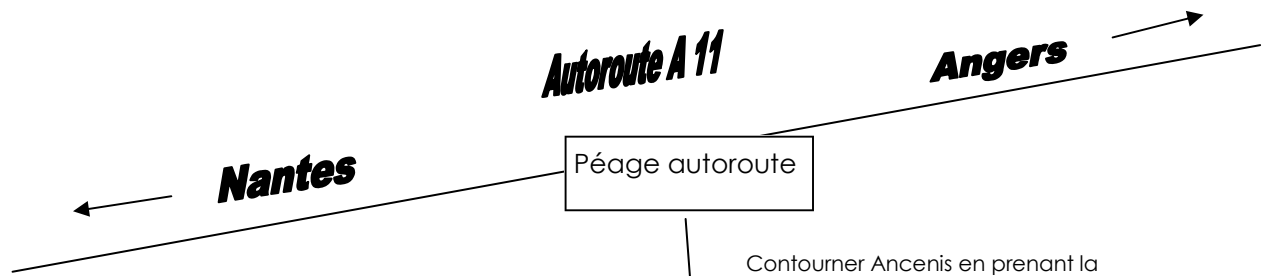 Autoroute A 11
Angers
Nantes
Péage autoroute
Contourner Ancenis en prenant la